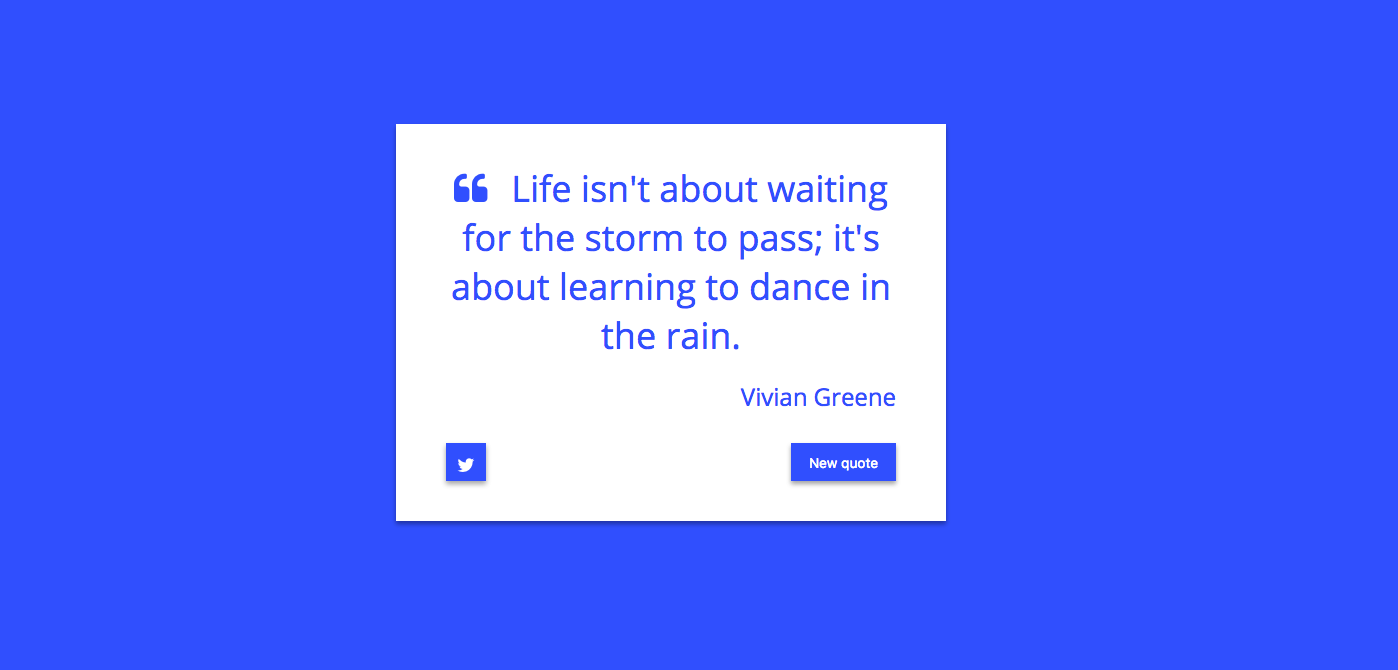 “ Life isn't about waiting
for the storm to pass; it's
about learning to dance in
the rain.
Vivian Greene
New quote